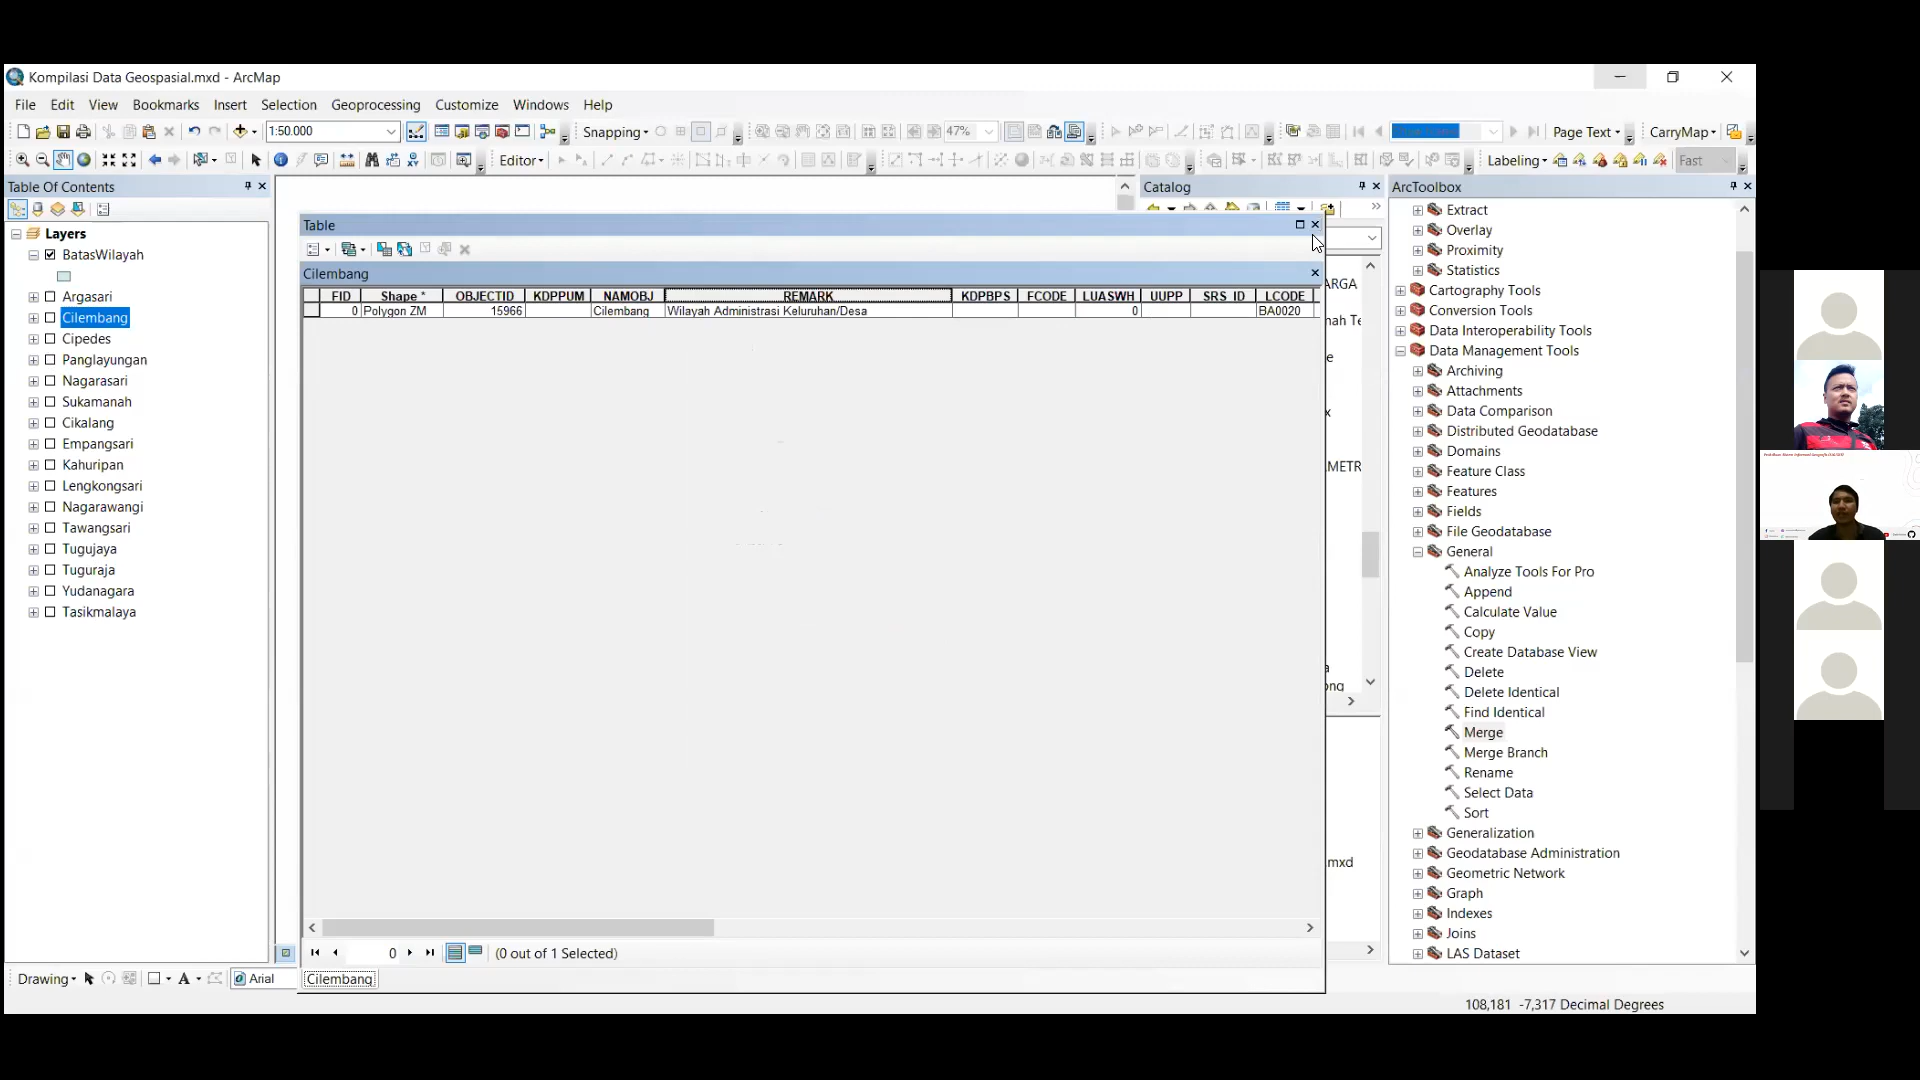 Kompilasi Data Geospasial.mxd - ArcMap
File Edit View Bookmarks Insert Selection Geoprocessing Customize Windows Help
1:50.000 Snapping 47% Page Text CarryMap
Editor Labeling Fast
Table Of Contents
Layers
BatasWilayah
Argasari
Cilembang
Cipedes
Panglayungan
Nagarasari
Sukamanah
Cikalang
Empangsari
Kahuripan
Lengkongsari
Nagarawangi
Tawangsari
Tugujaya
Tuguraja
Yudanagara
Tasikmalaya
Table
Cilembang
FID Shape * OBJECTID KDPPUM NAMOBJ REMARK KDPBPS FCODE LUASWH UUPP SRS_ID LCODE
0 Polygon ZM 15966 Cilembang Wilayah Administrasi Keluruhan/Desa 0 BA0020
0 (0 out of 1 Selected)
Cilembang
Catalog
ARGA
nah Te
e
x
METR
a
ong
.mxd
ArcToolbox
Extract
Overlay
Proximity
Statistics
Cartography Tools
Conversion Tools
Data Interoperability Tools
Data Management Tools
Archiving
Attachments
Data Comparison
Distributed Geodatabase
Domains
Feature Class
Features
Fields
File Geodatabase
General
Analyze Tools For Pro
Append
Calculate Value
Copy
Create Database View
Delete
Delete Identical
Find Identical
Merge
Merge Branch
Rename
Select Data
Sort
Generalization
Geodatabase Administration
Geometric Network
Graph
Indexes
Joins
LAS Dataset
Drawing A Arial
108,181 -7,317 Decimal Degrees